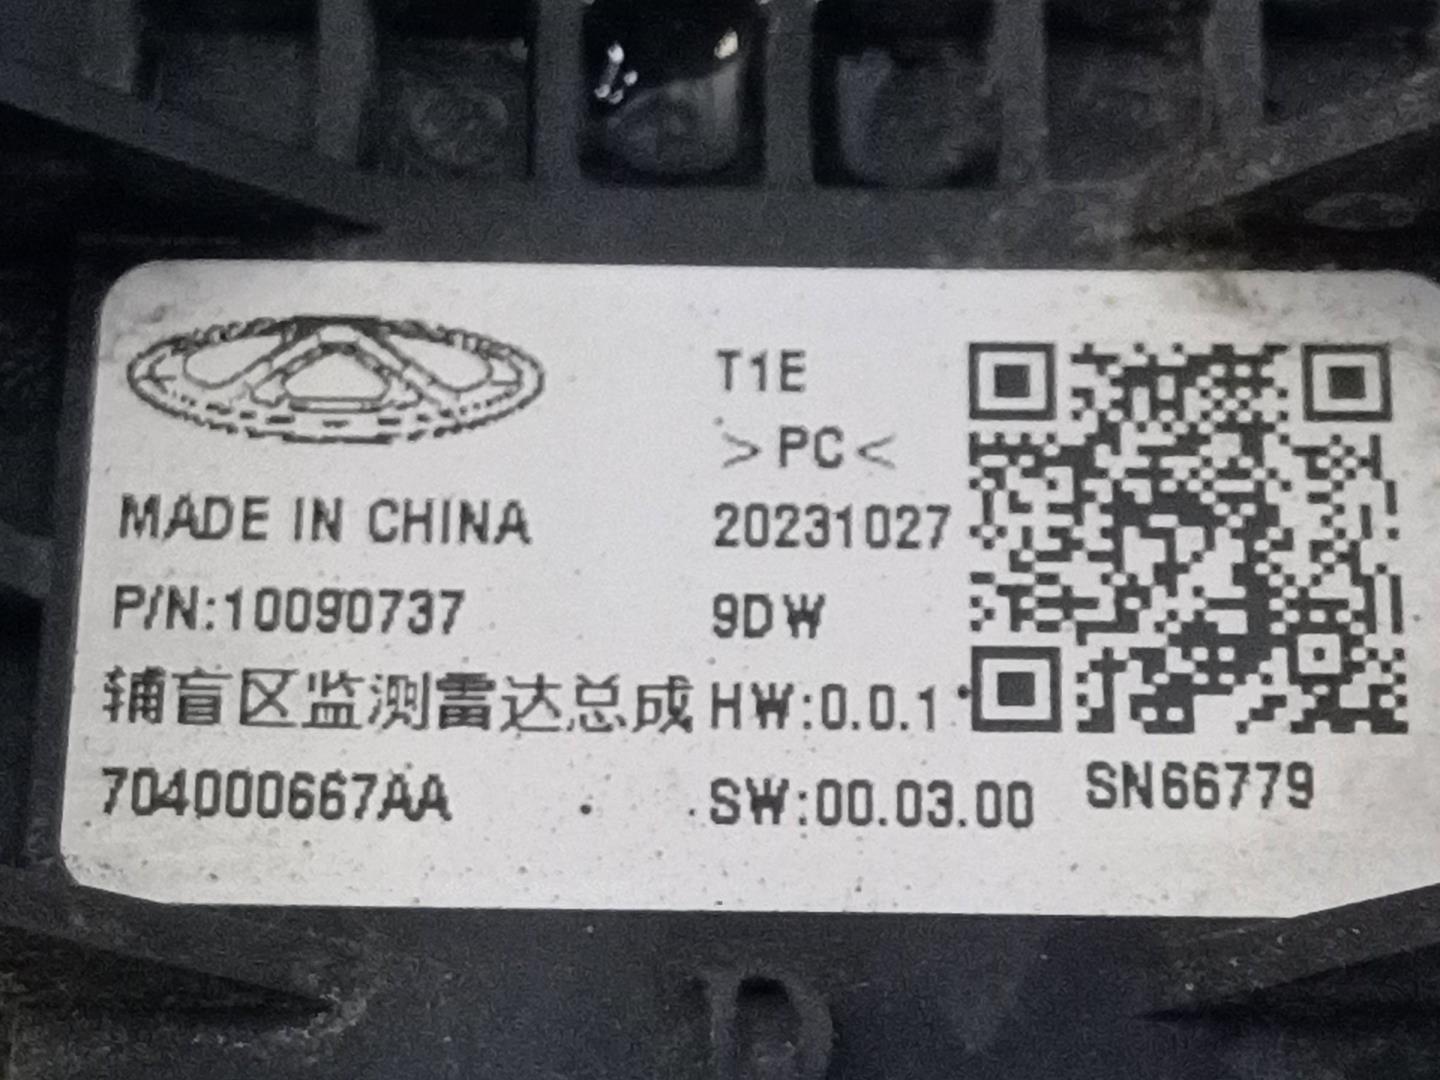 T1E
>PC<
MADE IN CHINA 20231027
P/N:10090737 9DW
辅盲区监测雷达总成 HW:0.0.1
704000667AA SW:00.03.00 SN66779
D